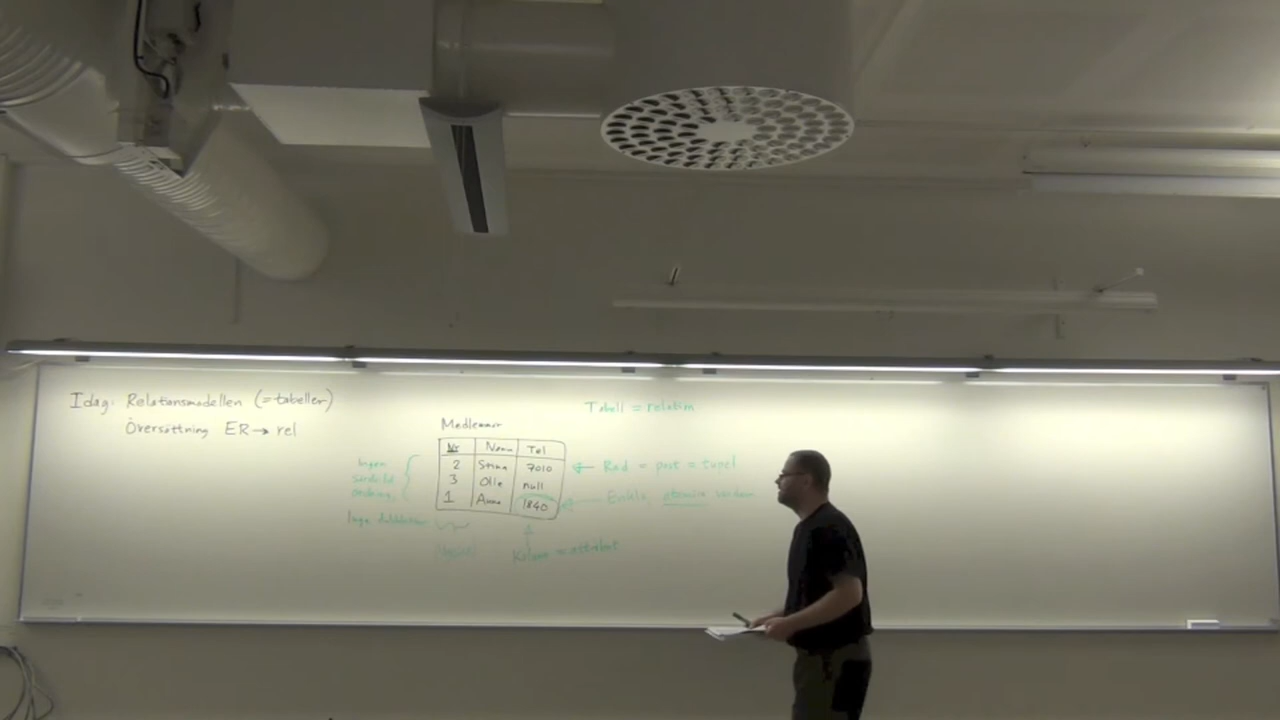 Idag: Relationsmodellen (=tabeller)
Översättning ER→ rel
Tabell = relation
Medlemmar
Nr Namn Tel
2 Stina 7010
3 Olle null
1 Anna 1840
Ingen
särskild
ordning
Inga dubbletter
← Rad = post = tupel
← Enkla, atomära värden
Kolumn = attribut